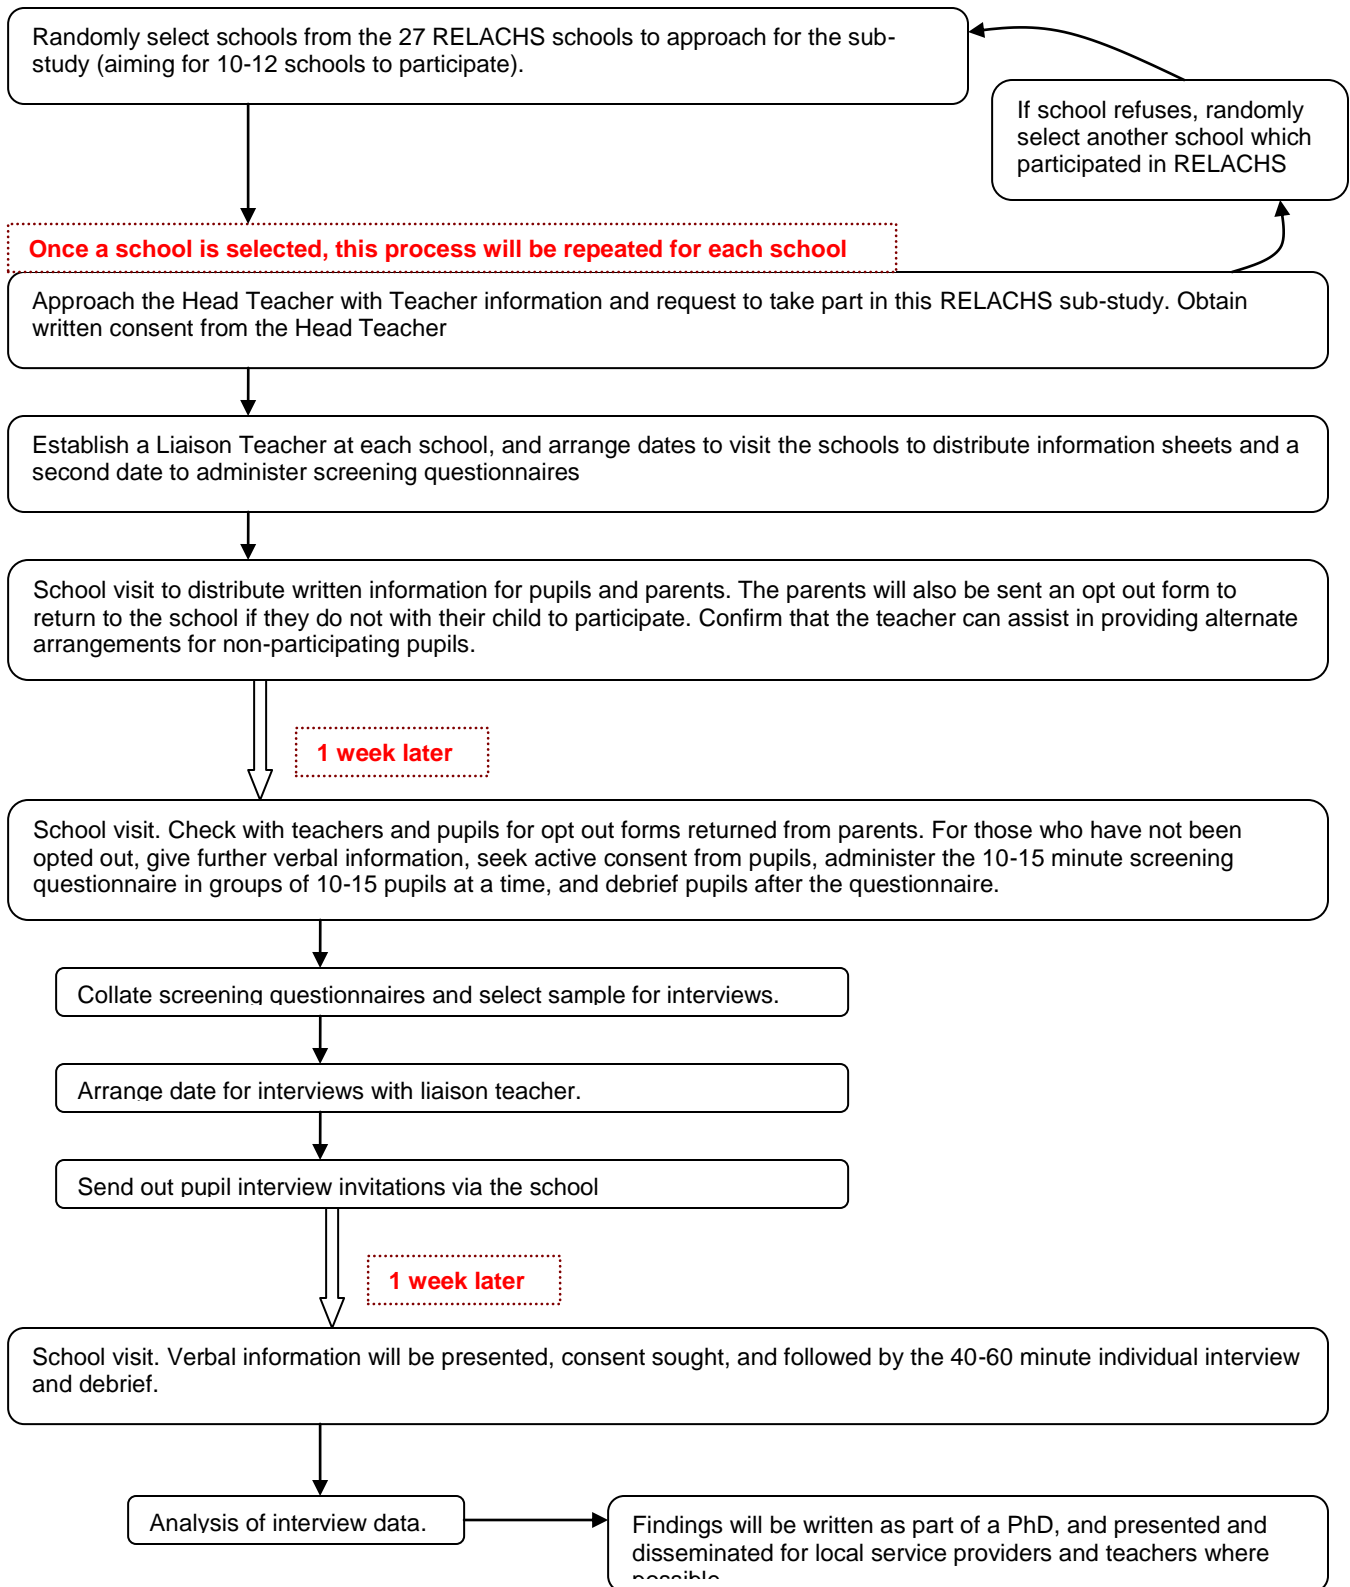 Randomly select schools from the 27 RELACHS schools to approach for the sub-
study (aiming for 10-12 schools to participate).
If school refuses, randomly
select another school which
participated in RELACHS
Once a school is selected, this process will be repeated for each school
Approach the Head Teacher with Teacher information and request to take part in this RELACHS sub-study. Obtain
written consent from the Head Teacher
Establish a Liaison Teacher at each school, and arrange dates to visit the schools to distribute information sheets and a
second date to administer screening questionnaires
School visit to distribute written information for pupils and parents. The parents will also be sent an opt out form to
return to the school if they do not with their child to participate. Confirm that the teacher can assist in providing alternate
arrangements for non-participating pupils.
1 week later
School visit. Check with teachers and pupils for opt out forms returned from parents. For those who have not been
opted out, give further verbal information, seek active consent from pupils, administer the 10-15 minute screening
questionnaire in groups of 10-15 pupils at a time, and debrief pupils after the questionnaire.
Collate screening questionnaires and select sample for interviews.
Arrange date for interviews with liaison teacher.
Send out pupil interview invitations via the school
1 week later
School visit. Verbal information will be presented, consent sought, and followed by the 40-60 minute individual interview
and debrief.
Analysis of interview data.
Findings will be written as part of a PhD, and presented and
disseminated for local service providers and teachers where
possible